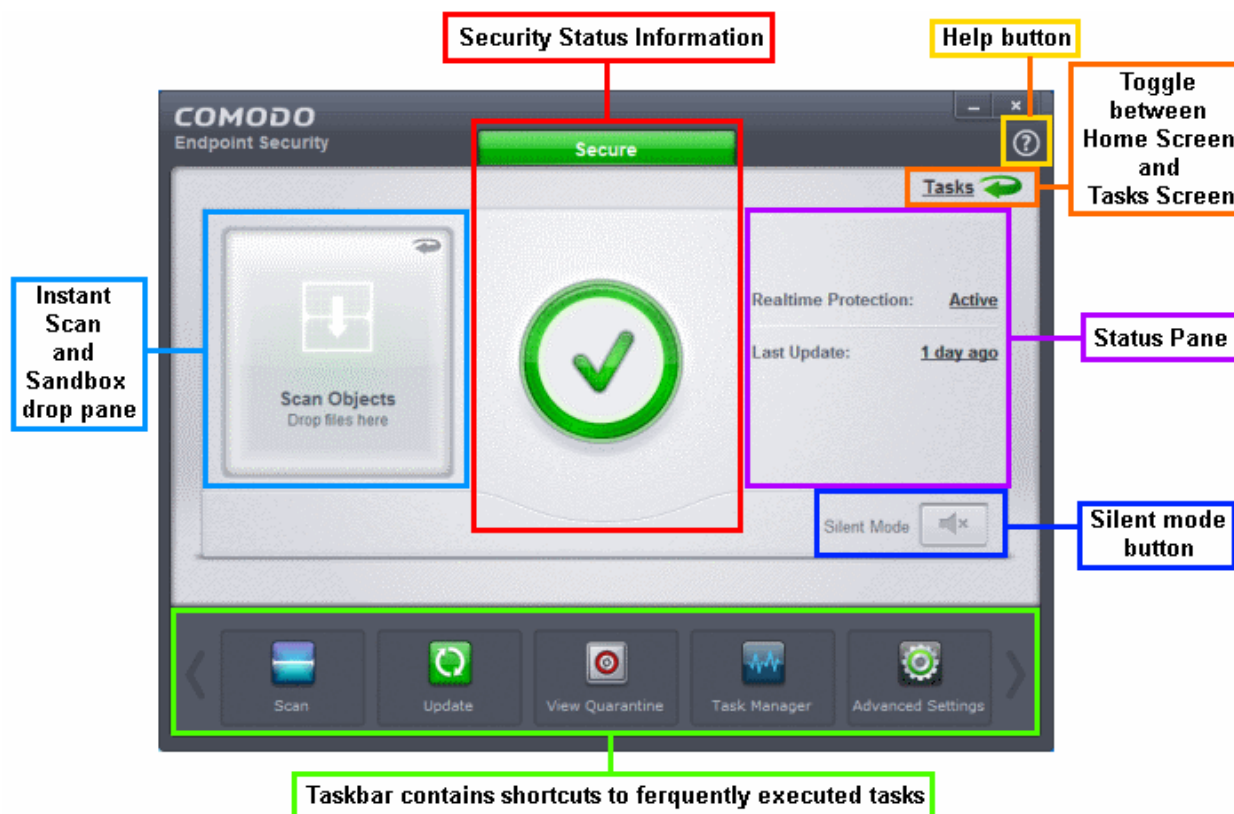 Security Status Information
Help button
Toggle
between
Home Screen
and
Tasks Screen
COMODO
Endpoint Security
Secure
Tasks
Instant
Scan
and
Sandbox
drop pane
Scan Objects
Drop files here
Realtime Protection: Active
Last Update: 1 day ago
Status Pane
Silent Mode
Silent mode
button
Scan
Update
View Quarantine
Task Manager
Advanced Settings
Taskbar contains shortcuts to ferquently executed tasks